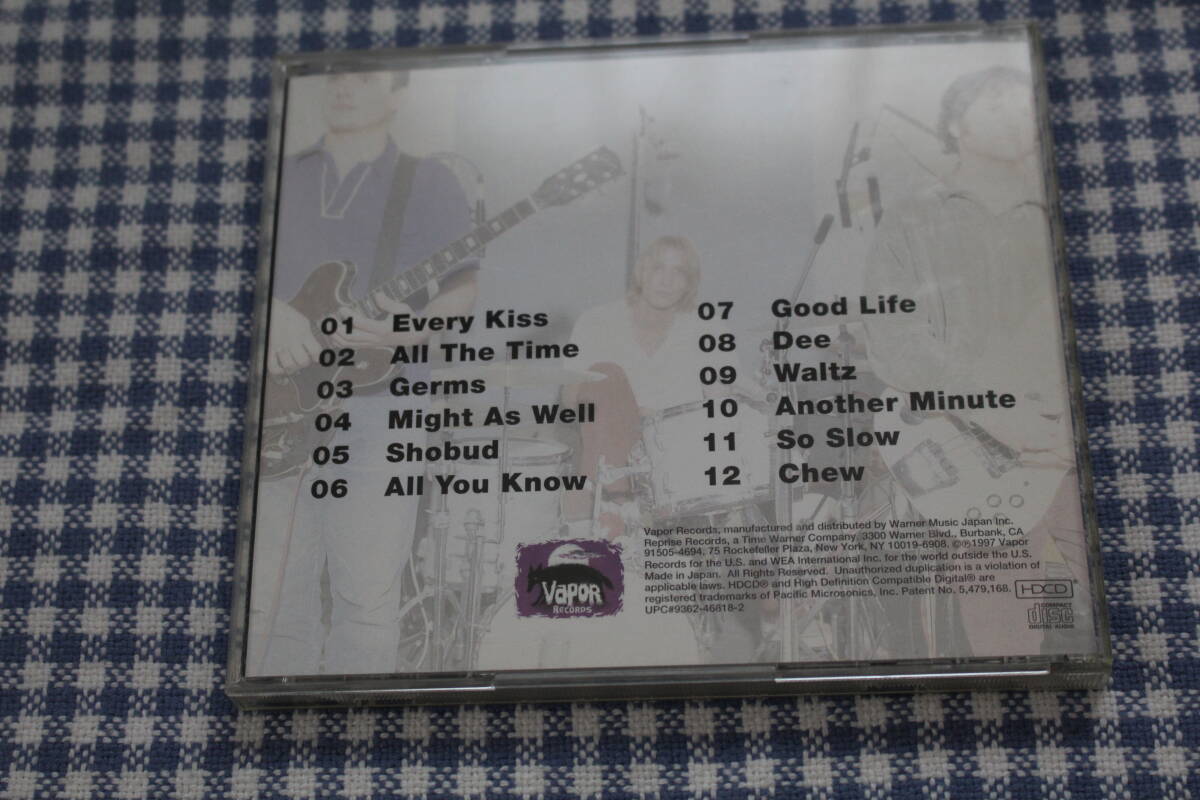 01 Every Kiss
02 All The Time
03 Germs
04 Might As Well
05 Shobud
06 All You Know
07 Good Life
08 Dee
09 Waltz
10 Another Minute
11 So Slow
12 Chew
VAPOR
RECORDS
Vapor Records, manufactured and distributed by Warner Music Japan Inc.
Reprise Records, a Time Warner Company. 3300 Warner Blvd., Burbank, CA
91505-4694, 75 Rockefeller Plaza, New York, NY 10019-6908. ©℗1997 Vapor
Records for the U.S. and WEA International Inc. for the world outside the U.S.
Made in Japan. All Rights Reserved. Unauthorized duplication is a violation of
applicable laws. HDCD® and High Definition Compatible Digital® are
registered trademarks of Pacific Microsonics, Inc. Patent No. 5,479,168.
UPC#9362-46818-2
HDCD®
COMPACT
disc
DIGITAL AUDIO